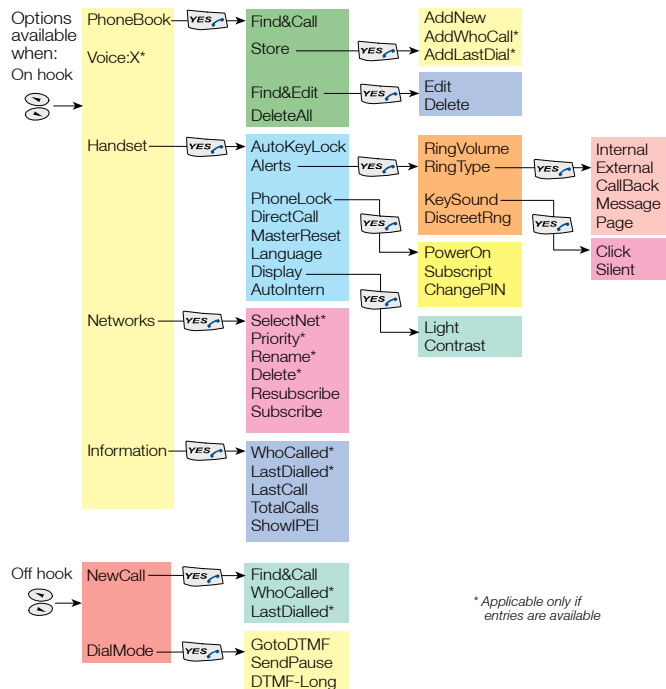 Options
available
when:
On hook
PhoneBook
Voice:X*
YES
Find&Call
Store
YES
AddNew
AddWhoCall*
AddLastDial*
Find&Edit
YES
Edit
Delete
DeleteAll
Handset
YES
AutoKeyLock
Alerts
YES
RingVolume
RingType
YES
Internal
External
CallBack
Message
Page
KeySound
DiscreetRng
YES
Click
Silent
PhoneLock
DirectCall
MasterReset
Language
Display
AutoIntern
YES
PowerOn
Subscript
ChangePIN
YES
Light
Contrast
Networks
YES
SelectNet*
Priority*
Rename*
Delete*
Resubscribe
Subscribe
Information
YES
WhoCalled*
LastDialled*
LastCall
TotalCalls
ShowIPEI
Off hook
NewCall
YES
Find&Call
WhoCalled*
LastDialled*
DialMode
YES
GotoDTMF
SendPause
DTMF-Long
* Applicable only if
entries are available